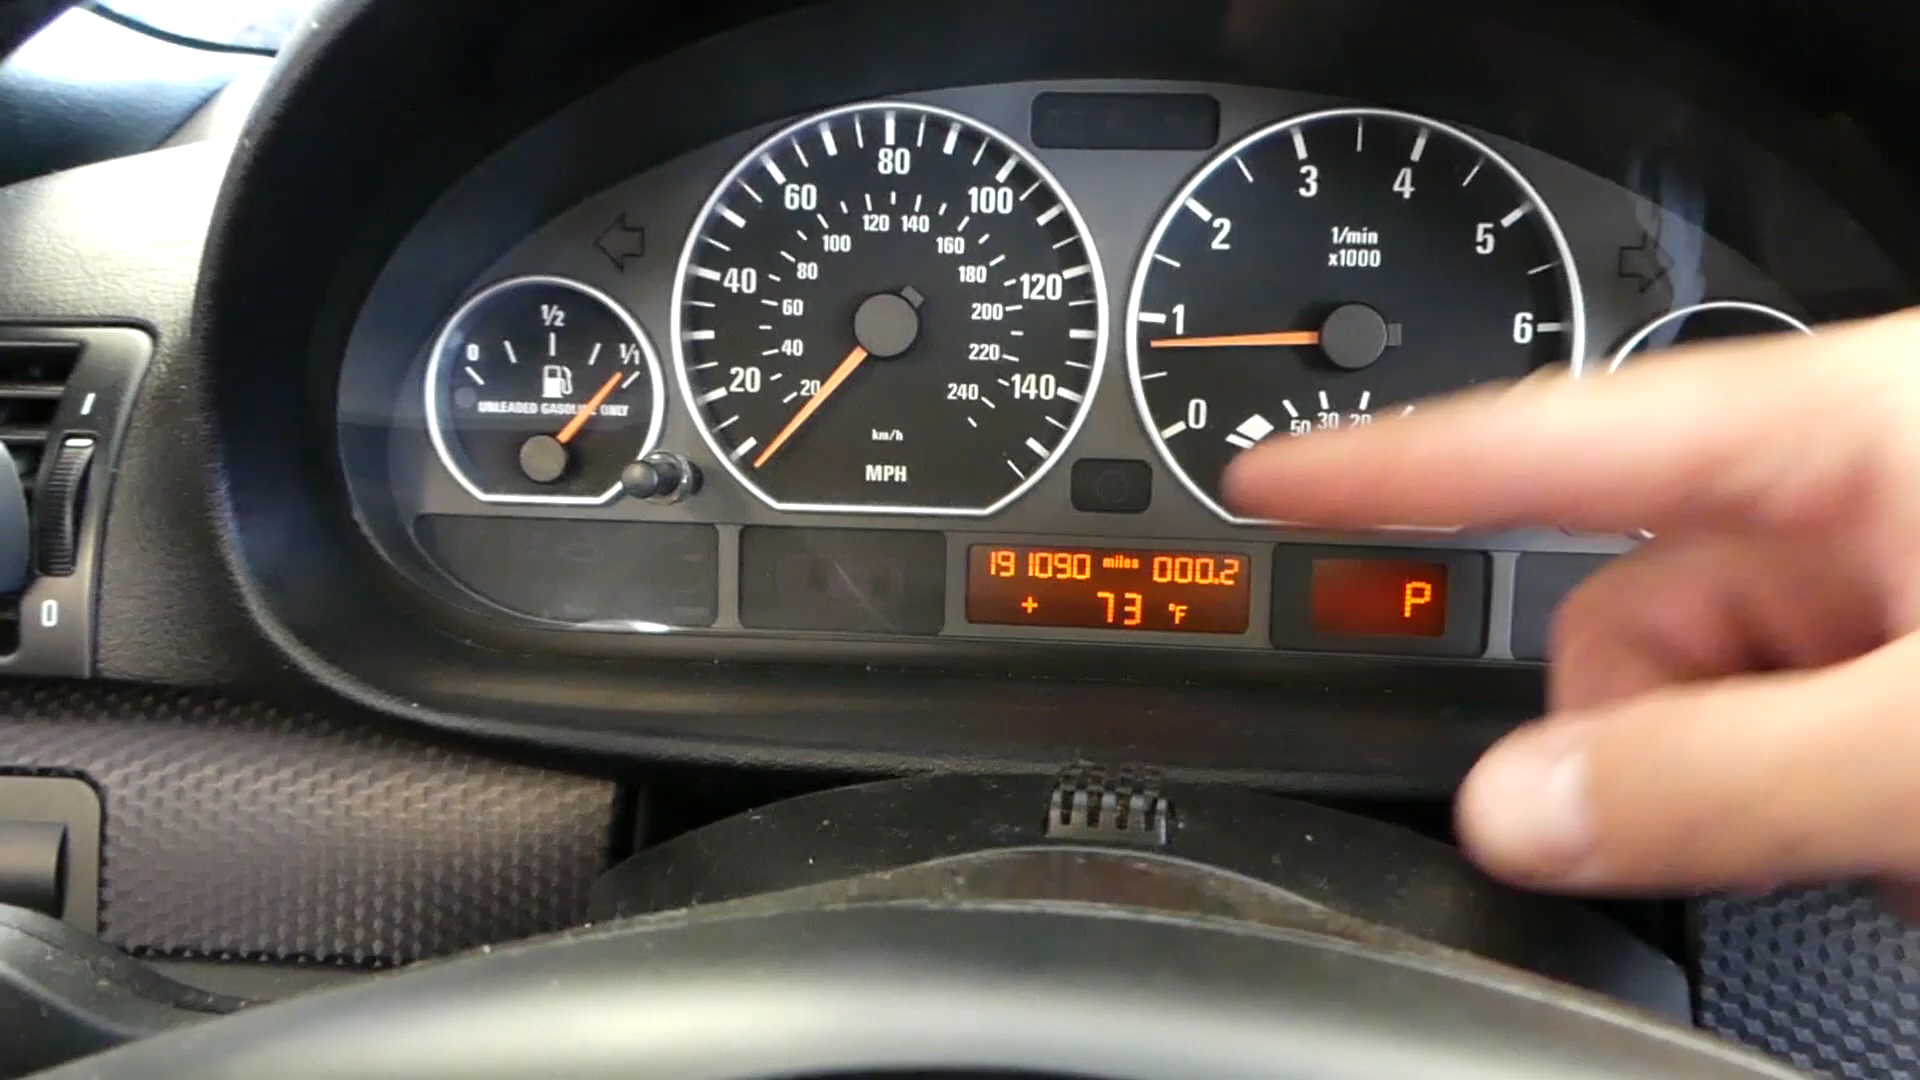 0 1/2 1/1
UNLEADED GASOLINE ONLY
20 40 60 80 100 120 140
20 40 60 80 100 120 140 160 180 200 220 240
km/h
MPH
0 1 2 3 4 5 6
1/min
x1000
50 30 20
191090 miles 000.2
+ 73 °F
P
0